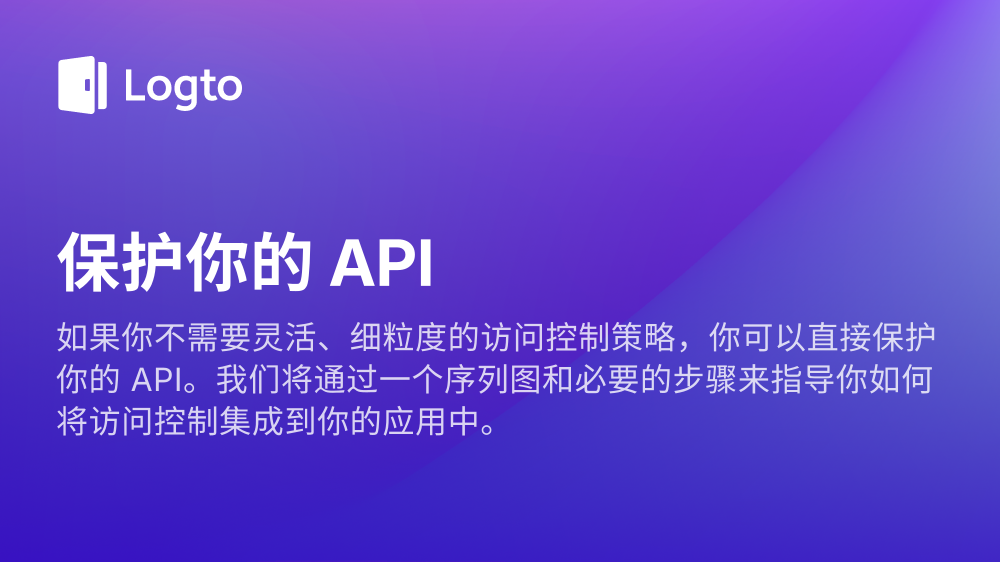 Logto
保护你的 API
如果你不需要灵活、细粒度的访问控制策略，你可以直接保护
你的 API。我们将通过一个序列图和必要的步骤来指导你如何
将访问控制集成到你的应用中。